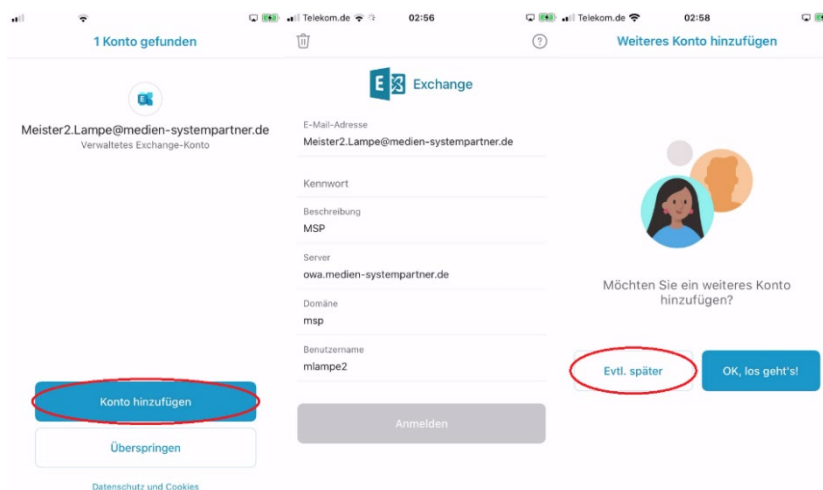 1 Konto gefunden
Meister2.Lampe@medien-systempartner.de
Verwaltetes Exchange-Konto
Konto hinzufügen
Überspringen
Datenschutz und Cookies
Telekom.de 02:56
E Exchange
E-Mail-Adresse
Meister2.Lampe@medien-systempartner.de
Kennwort
Beschreibung
MSP
Server
owa.medien-systempartner.de
Domäne
msp
Benutzername
mlampe2
Anmelden
Telekom.de 02:58
Weiteres Konto hinzufügen
Möchten Sie ein weiteres Konto
hinzufügen?
Evtl. später
OK, los geht's!